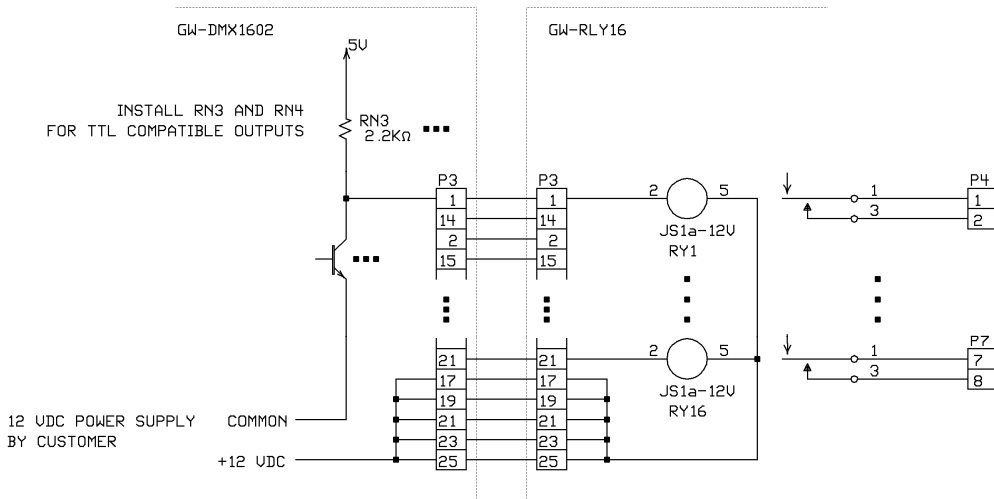 GW-DMX1602
GW-RLY16
5V
INSTALL RN3 AND RN4
FOR TTL COMPATIBLE OUTPUTS
RN3
2.2KΩ
P3
1
14
2
15
21
17
19
21
23
25
P3
1
14
2
15
21
17
19
21
23
25
2
5
JS1a-12V
RY1
2
5
JS1a-12V
RY16
1
3
P4
1
2
1
3
P7
7
8
12 VDC POWER SUPPLY
BY CUSTOMER
COMMON
+12 VDC